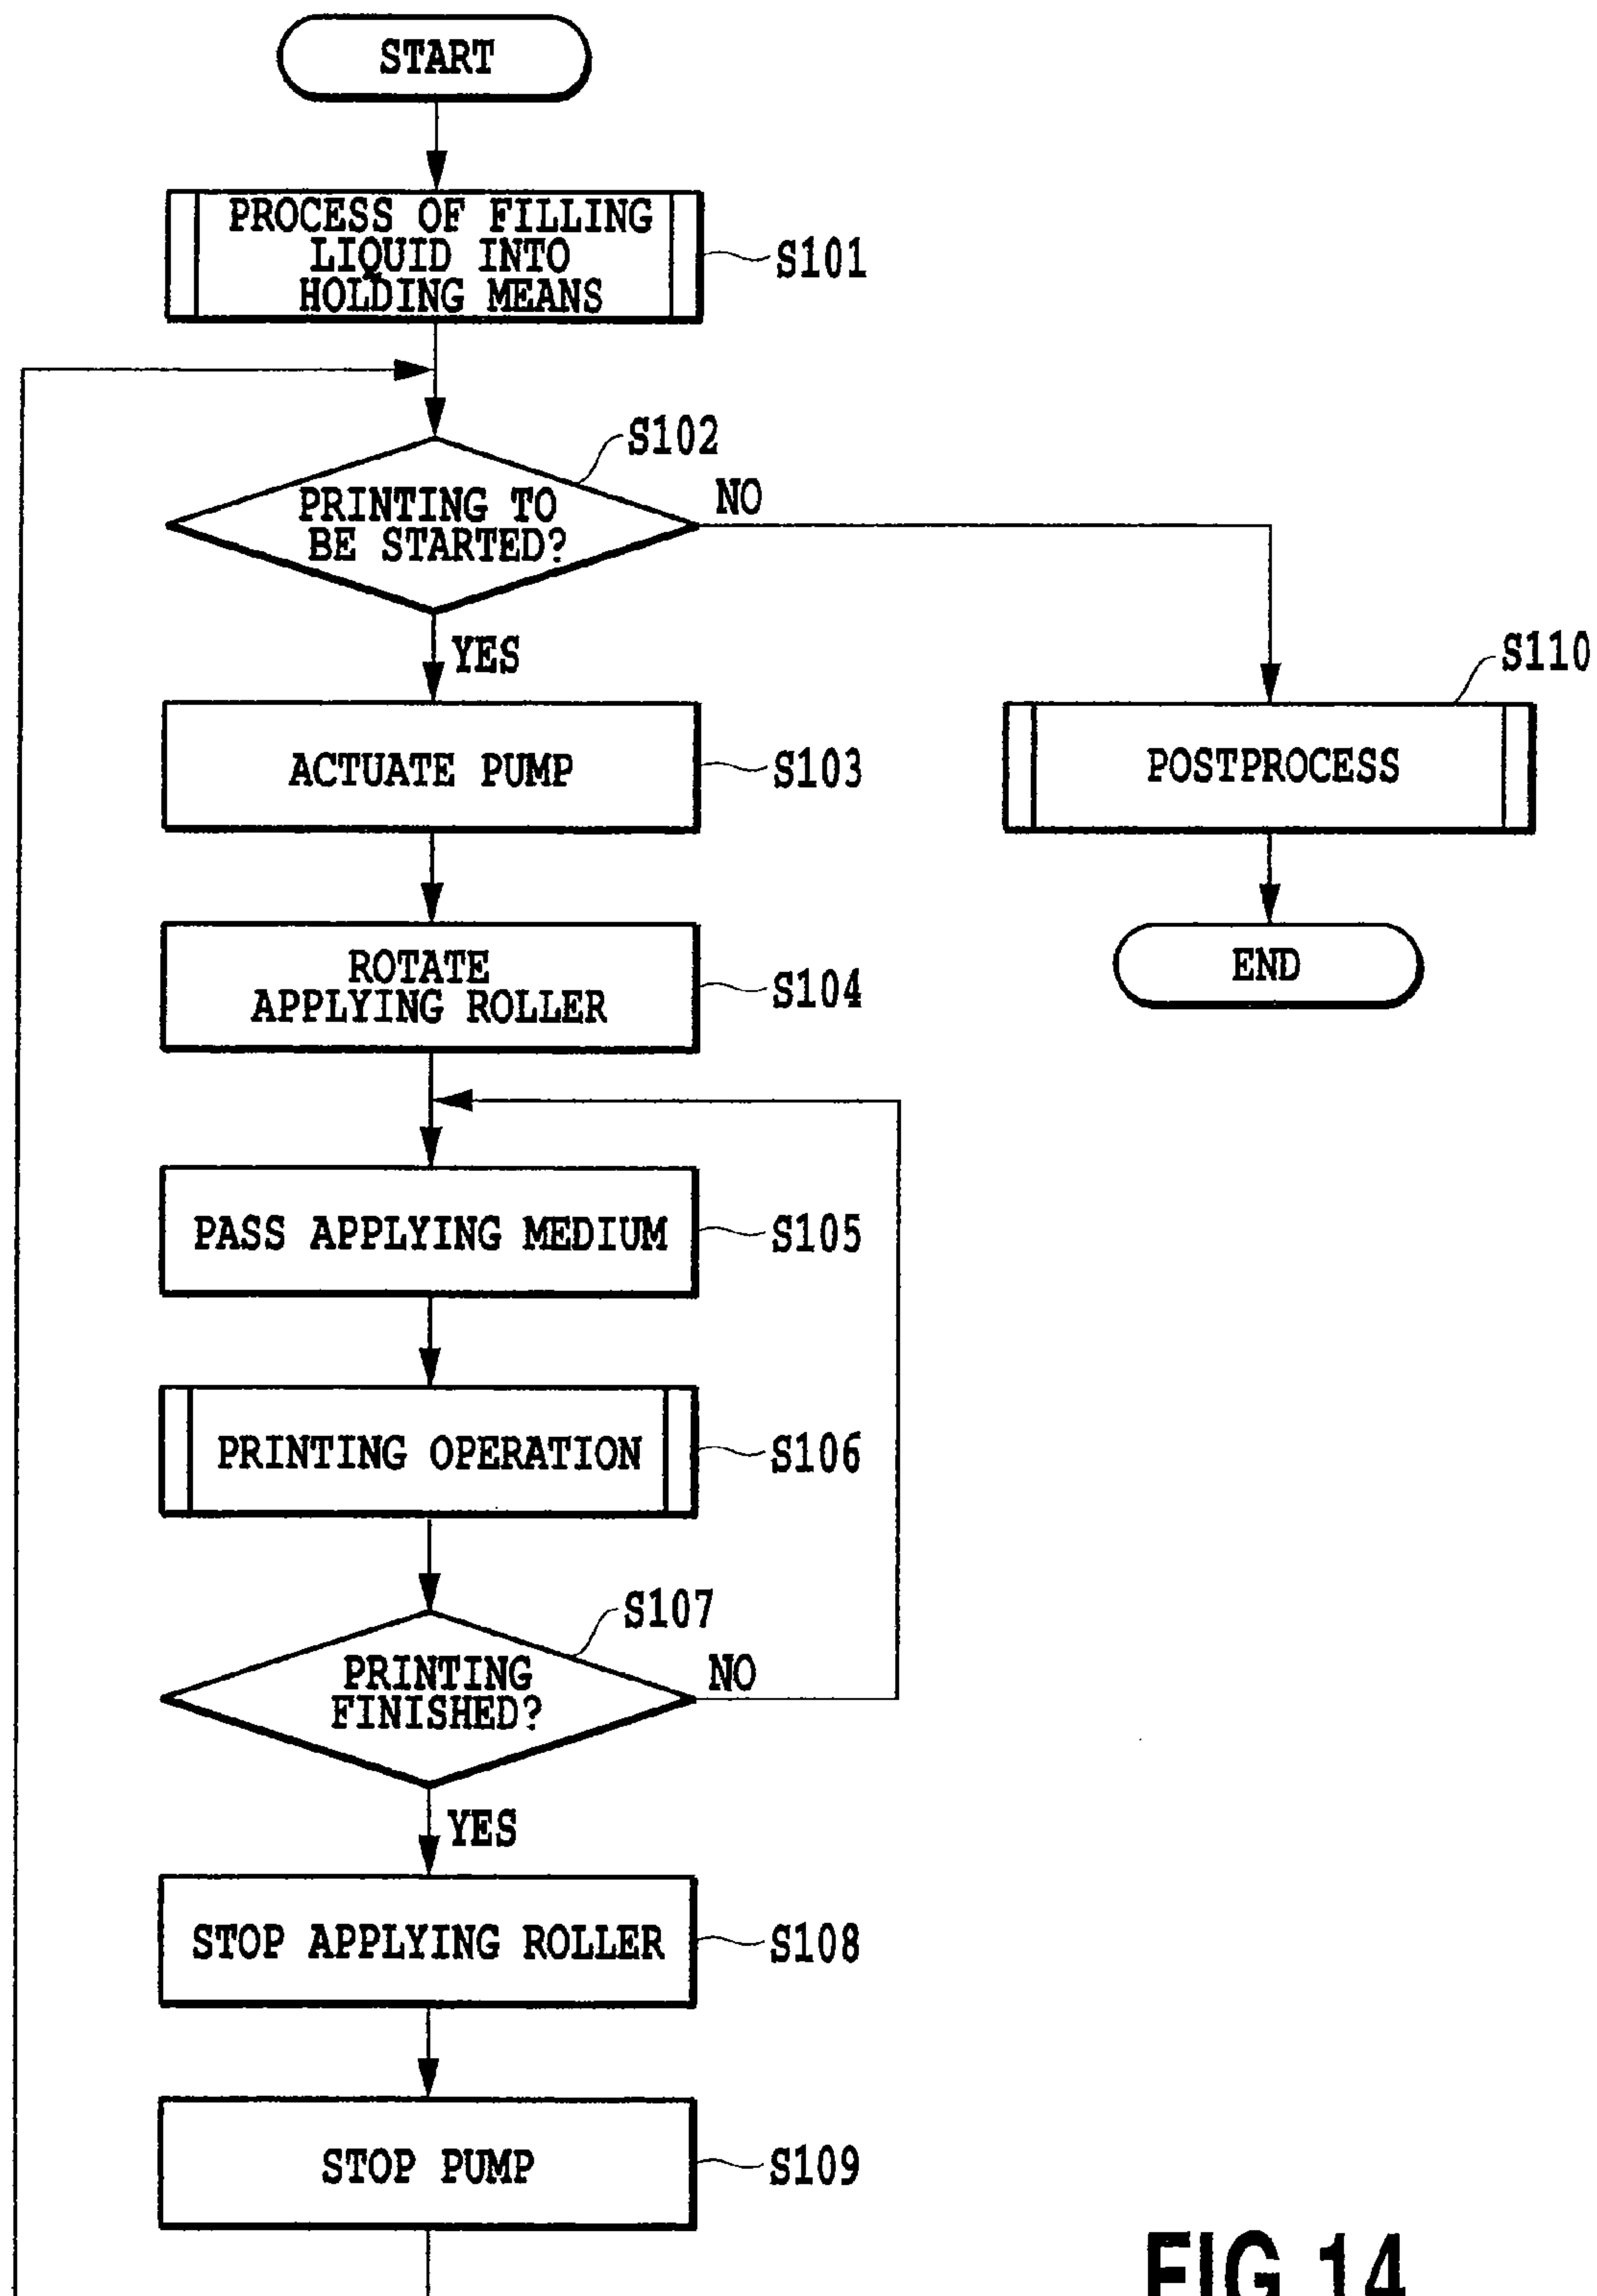 START
PROCESS OF FILLING
LIQUID INTO
HOLDING MEANS
S101
S102
PRINTING TO
BE STARTED?
NO
YES
S110
ACTUATE PUMP
S103
POSTPROCESS
ROTATE
APPLYING ROLLER
S104
END
PASS APPLYING MEDIUM
S105
PRINTING OPERATION
S106
S107
PRINTING
FINISHED?
NO
YES
STOP APPLYING ROLLER
S108
STOP PUMP
S109
FIG.14